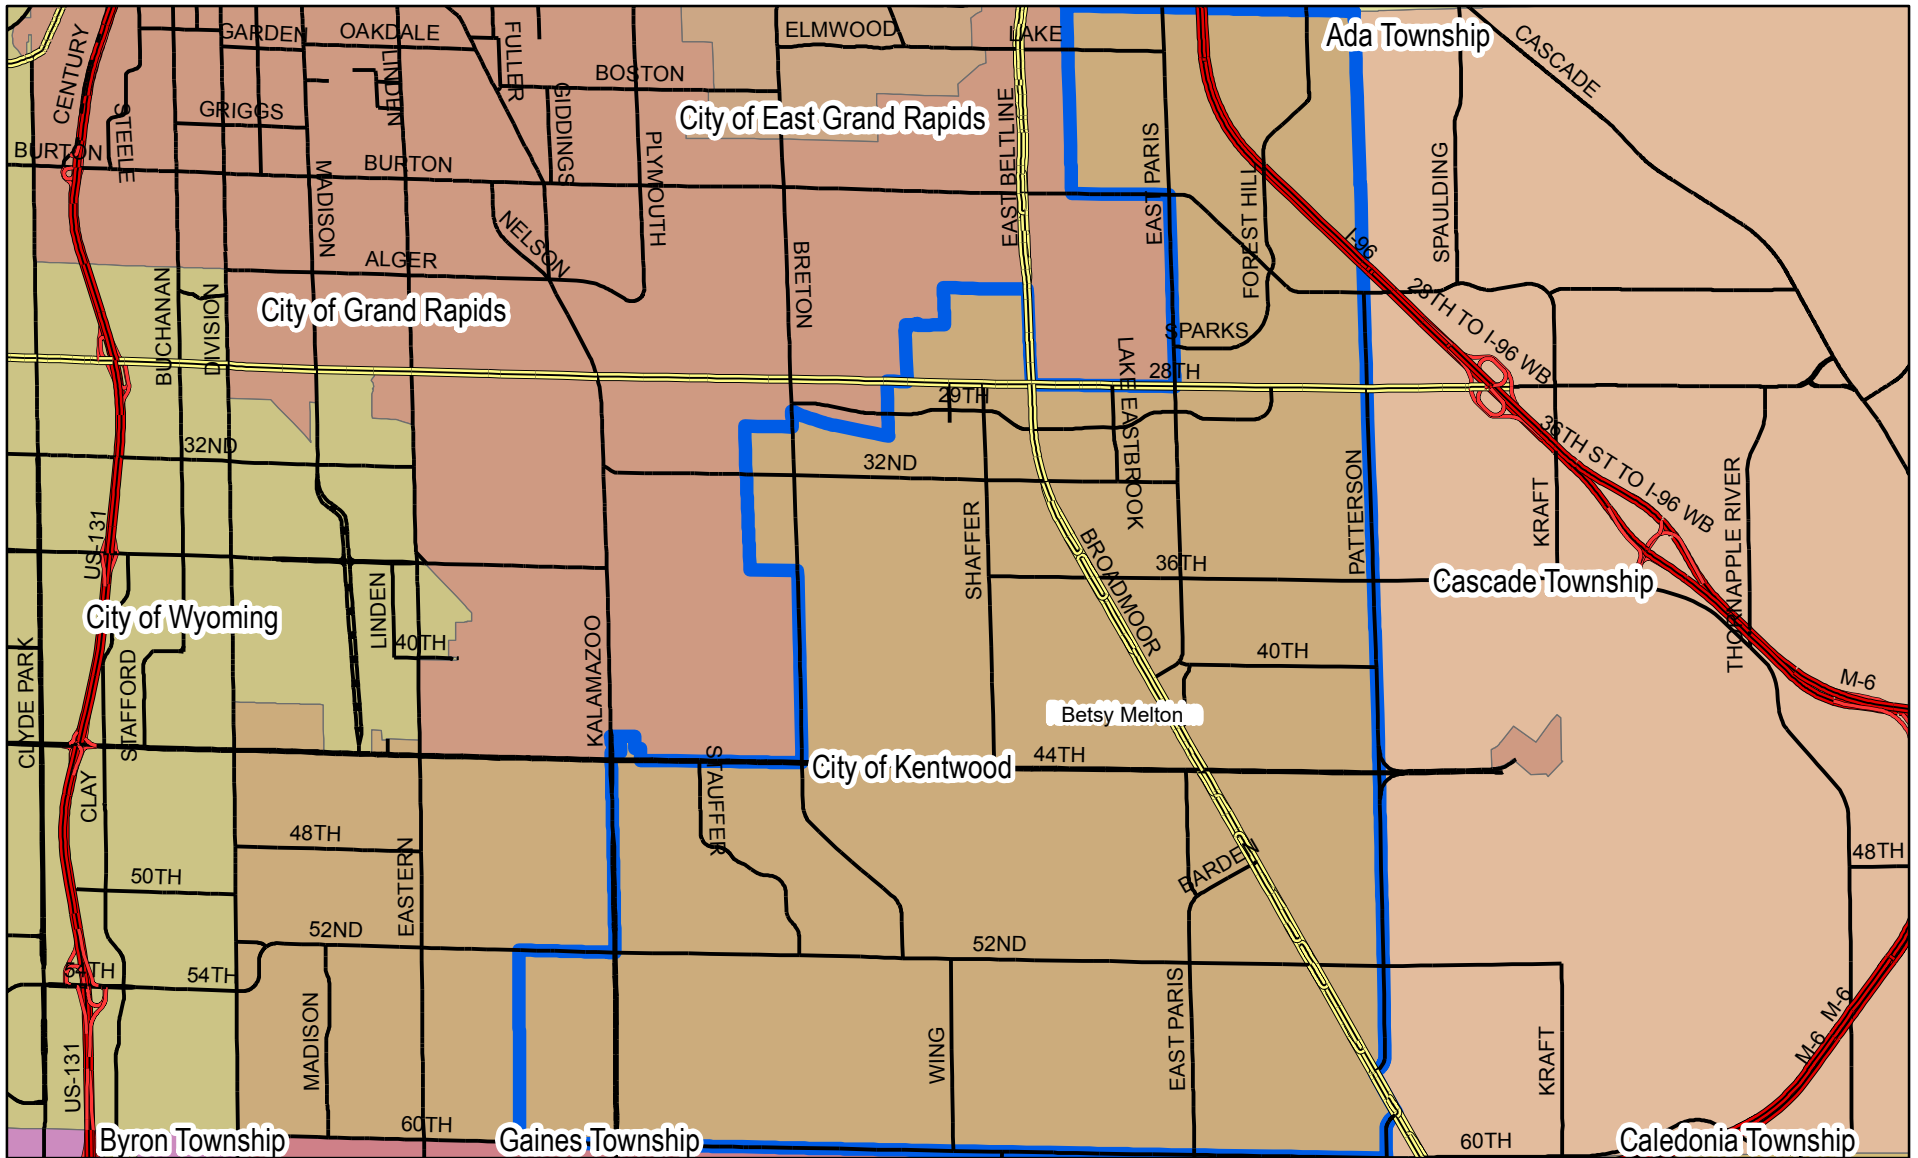 CENTURY
GARDEN
OAKDALE
FULLER
ELMWOOD
LAKE
Ada Township
CASCADE
LINDEN
BOSTON
GIDDINGS
STEELE
GRIGGS
City of East Grand Rapids
EAST BELTLINE
EAST PARIS
SPAULDING
BURTON
BURTON
MADISON
PLYMOUTH
FOREST HILL
NELSON
ALGER
BRETON
I-96
BUCHANAN
DIVISION
City of Grand Rapids
28TH TO I-96 WB
SPARKS
LAKE EASTBROOK
28TH
29TH
32ND
32ND
36TH ST TO I-96 WB
US-131
SHAFFER
BROADMOOR
PATTERSON
KRAFT
THORNAPPLE RIVER
36TH
Cascade Township
City of Wyoming
LINDEN
40TH
KALAMAZOO
40TH
CLYDE PARK
STAFFORD
M-6
Betsy Melton
44TH
City of Kentwood
STAUFFER
CLAY
48TH
EASTERN
BARDEN
48TH
50TH
52ND
52ND
54TH
54TH
MADISON
WING
EAST PARIS
KRAFT
M-6
M-6
US-131
60TH
Byron Township
Gaines Township
60TH
Caledonia Township